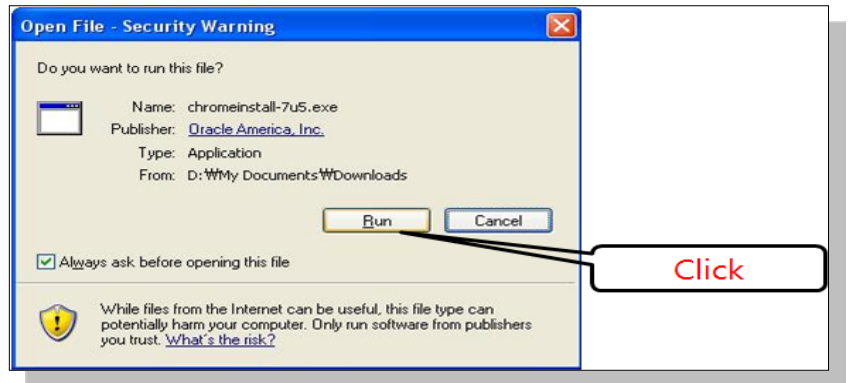 Open File - Security Warning
Do you want to run this file?
Name: chromeinstall-7u5.exe
Publisher: Oracle America, Inc.
Type: Application
From: D:₩My Documents₩Downloads
Run Cancel
Click
Always ask before opening this file
While files from the Internet can be useful, this file type can
potentially harm your computer. Only run software from publishers
you trust. What's the risk?